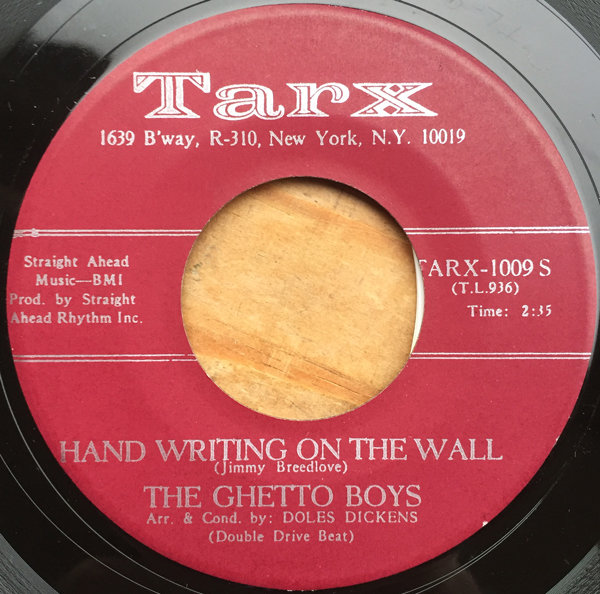 Tarx
1639 B'way, R-310, New York, N.Y. 10019
Straight Ahead
Music—BMI
Prod. by Straight
Ahead Rhythm Inc.
TARX-1009 S
(T.L.936)
Time: 2:35
HAND WRITING ON THE WALL
(Jimmy Breedlove)
THE GHETTO BOYS
Arr. & Cond. by: DOLES DICKENS
(Double Drive Beat)